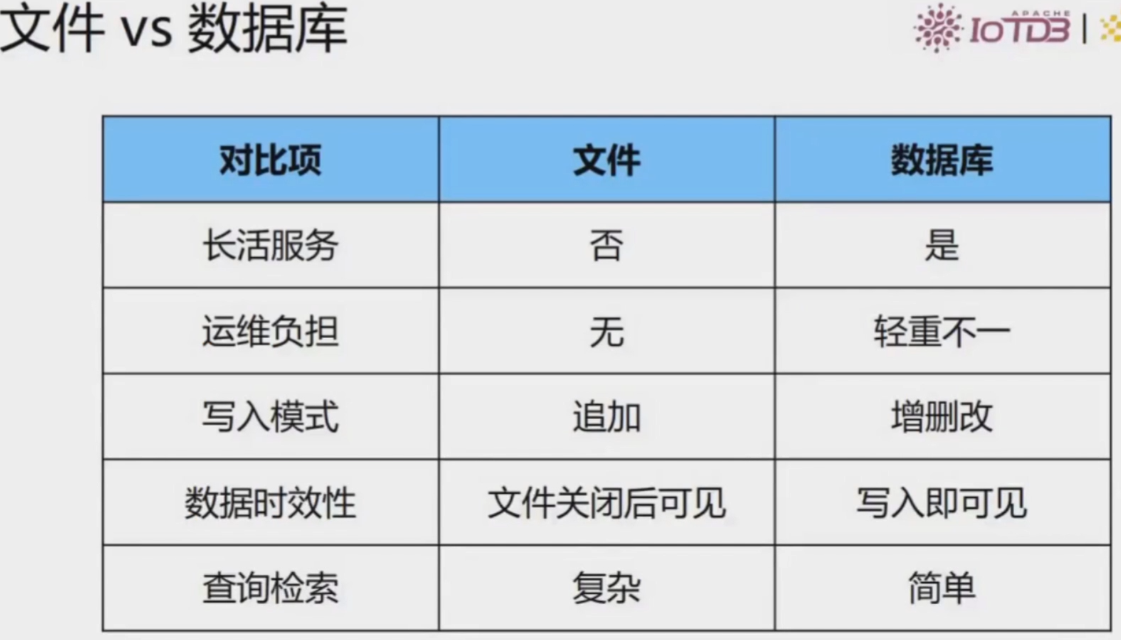 文件 vs 数据库
APACHE
IoTDB
对比项 文件 数据库
长活服务 否 是
运维负担 无 轻重不一
写入模式 追加 增删改
数据时效性 文件关闭后可见 写入即可见
查询检索 复杂 简单